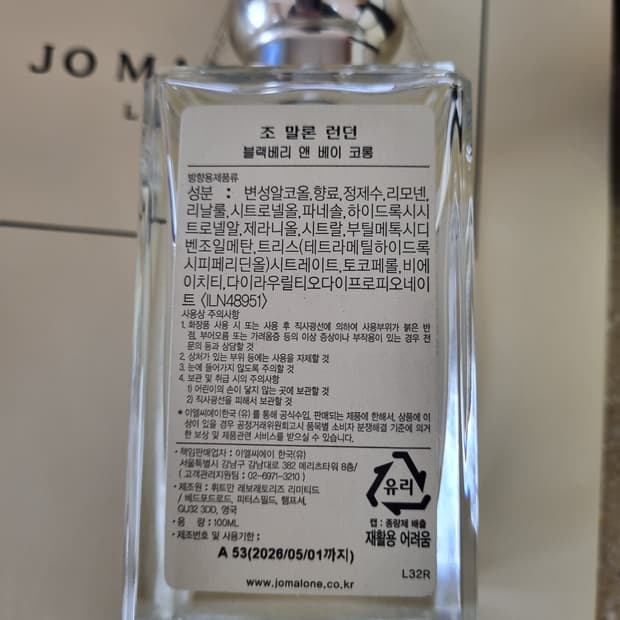 JO MA
L
조 말론 런던
블랙베리 앤 베이 코롱
방향용제품류
성분 : 변성알코올,향료,정제수,리모넨,
리날룰,시트로넬올,파네솔,하이드록시시
트로넬알,제라니올,시트랄,부틸메톡시디
벤조일메탄,트리스(테트라메틸하이드록
시피페리딘올)시트레이트,토코페롤,비에
이치티,다이라우릴티오다이프로피오네이
트 <ILN48951>
사용상 주의사항
1. 화장품 사용 시 또는 사용 후 직사광선에 의하여 사용부위가 붉은 반
점, 부어오름 또는 가려움증 등의 이상 증상이나 부작용이 있는 경우 전
문의 등과 상담할 것
2. 상처가 있는 부위 등에는 사용을 자제할 것
3. 눈에 들어가지 않도록 주의할 것
4. 보관 및 취급 시의 주의사항
1) 어린이의 손이 닿지 않는 곳에 보관할 것
2) 직사광선을 피해서 보관할 것
* 이엘씨에이한국 (유) 를 통해 공식수입, 판매되는 제품에 한해서, 상품에 이
상이 있을 경우 공정거래위원회고시 품목별 소비자 분쟁해결 기준에 의거
한 보상 및 제품관련 서비스를 받으실 수 있습니다.
• 책임판매업자 : 이엘씨에이 한국(유)
서울특별시 강남구 강남대로 382 메리츠타워 8층/
( 고객관리지원팀 : 02-6971-3210 )
• 제조원 : 휘트만 래보래토리즈 리미티드
/ 베드포드로드, 피터스필드, 햄프셔,
GU32 3DD, 영국
• 용 량 : 100ML
• 제조번호 및 사용기한 :
A 53(2026/05/01까지)
유리
캡 : 종량제 배출
재활용 어려움
www.jomalone.co.kr
L32R